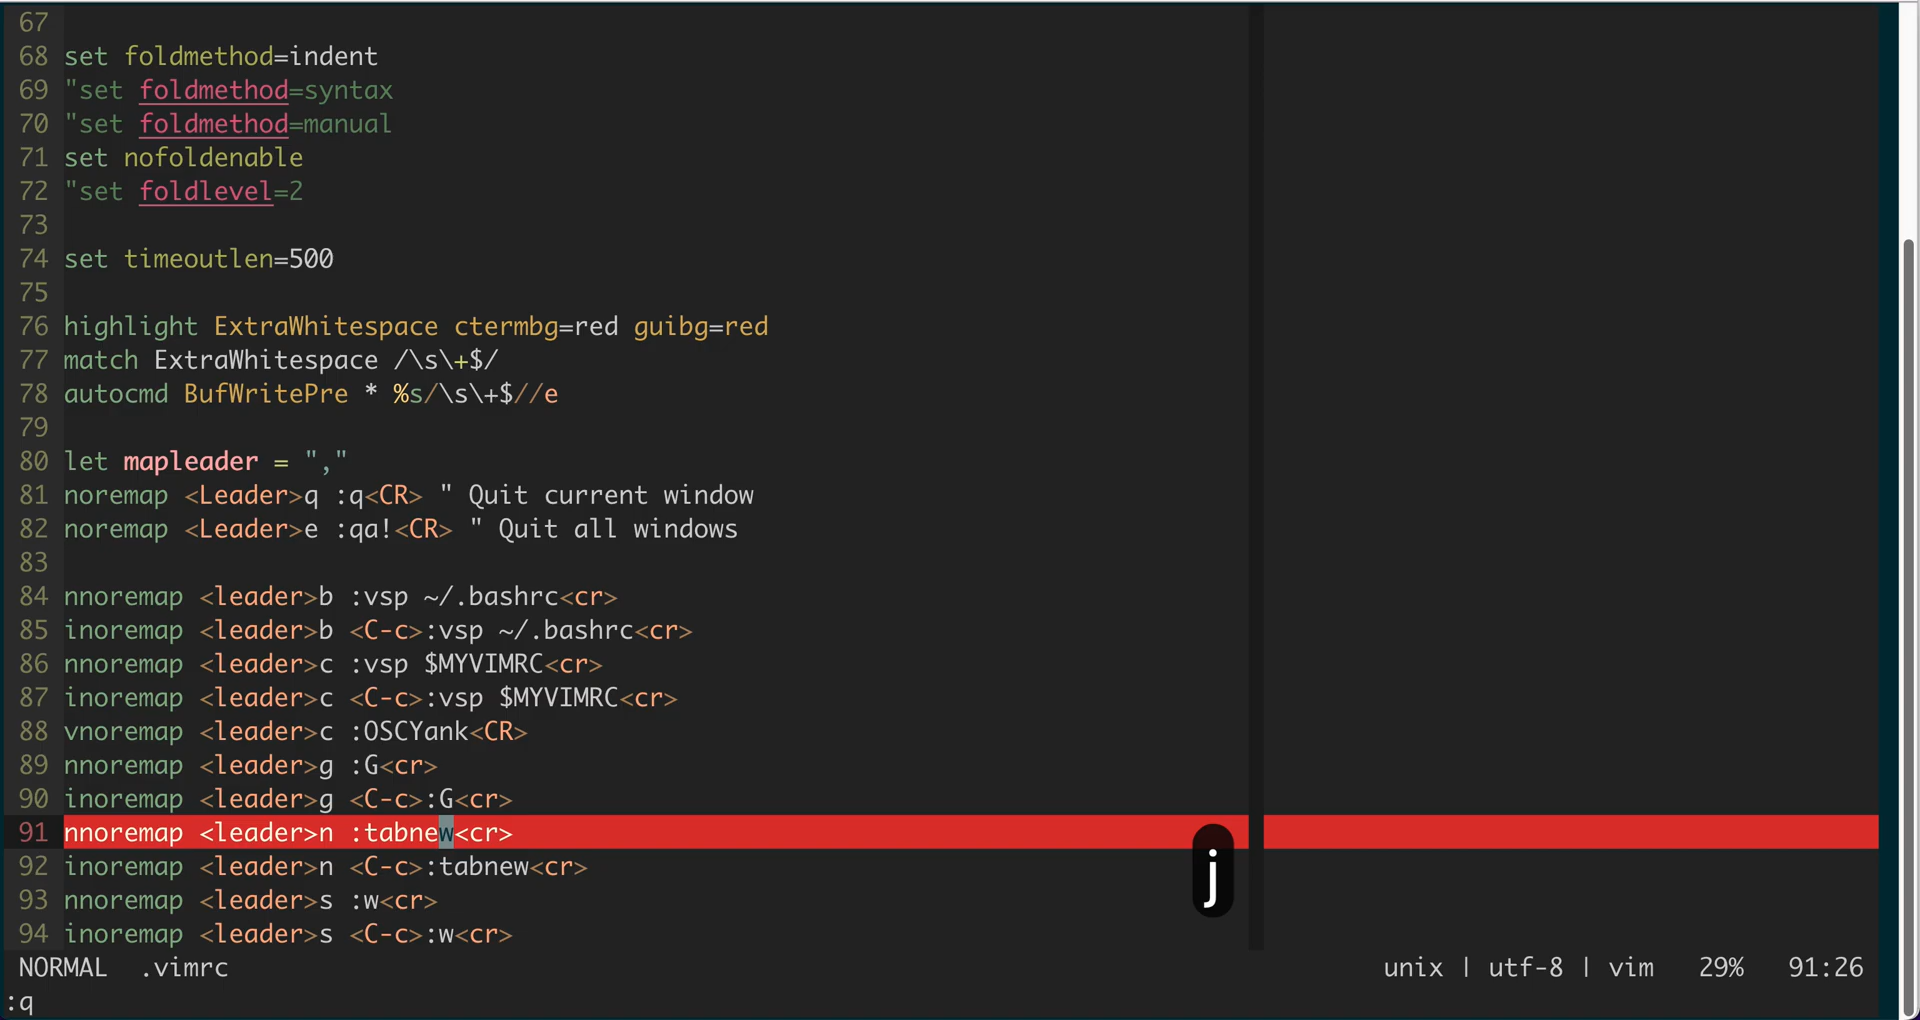 67
68 set foldmethod=indent
69 "set foldmethod=syntax
70 "set foldmethod=manual
71 set nofoldenable
72 "set foldlevel=2
73
74 set timeoutlen=500
75
76 highlight ExtraWhitespace ctermbg=red guibg=red
77 match ExtraWhitespace /\s\+$/
78 autocmd BufWritePre * %s/\s\+$//e
79
80 let mapleader = ","
81 noremap <Leader>q :q<CR> " Quit current window
82 noremap <Leader>e :qa!<CR> " Quit all windows
83
84 nnoremap <leader>b :vsp ~/.bashrc<cr>
85 inoremap <leader>b <C-c>:vsp ~/.bashrc<cr>
86 nnoremap <leader>c :vsp $MYVIMRC<cr>
87 inoremap <leader>c <C-c>:vsp $MYVIMRC<cr>
88 vnoremap <leader>c :OSCYank<CR>
89 nnoremap <leader>g :G<cr>
90 inoremap <leader>g <C-c>:G<cr>
91 nnoremap <leader>n :tabnew<cr>
92 inoremap <leader>n <C-c>:tabnew<cr>
j
93 nnoremap <leader>s :w<cr>
94 inoremap <leader>s <C-c>:w<cr>
NORMAL .vimrc unix | utf-8 | vim 29% 91:26
:q